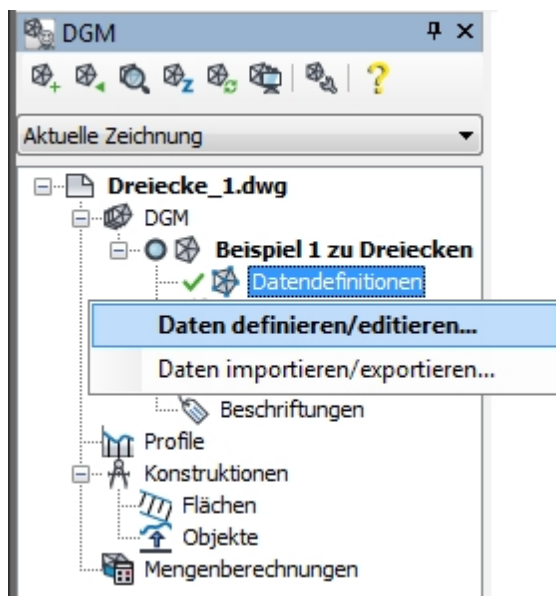 DGM
Aktuelle Zeichnung
Dreiecke_1.dwg
DGM
Beispiel 1 zu Dreiecken
Datendefinitionen
Daten definieren/editieren...
Daten importieren/exportieren...
Beschriftungen
Profile
Konstruktionen
Flächen
Objekte
Mengenberechnungen